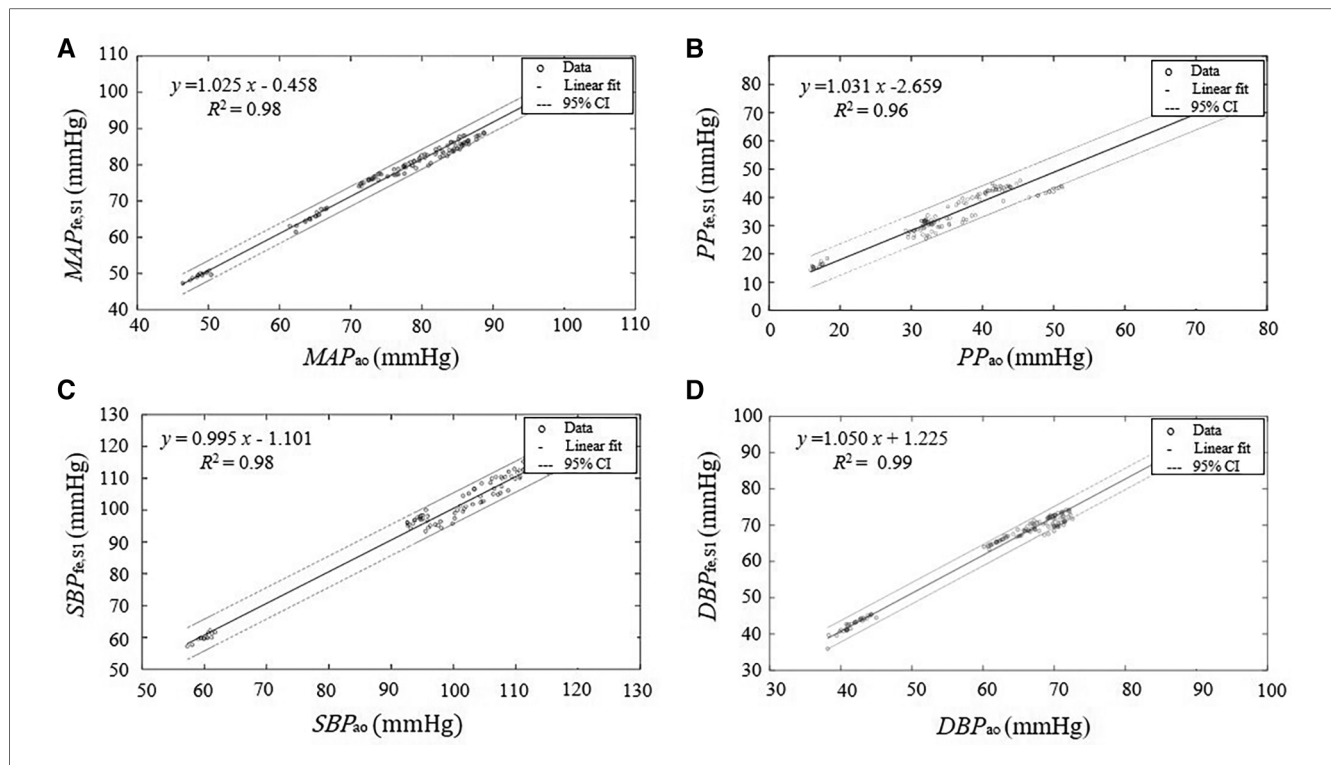 A
110
100
90
80
70
60
50
40
40 50 60 70 80 90 100 110
MAPfe,S1 (mmHg)
MAPao (mmHg)
y =1.025 x - 0.458
R2 = 0.98
Data
Linear fit
95% CI
B
90
80
70
60
50
40
30
20
10
0
0 10 20 30 40 50 60 70 80
PPfe,S1 (mmHg)
PPao (mmHg)
y =1.031 x -2.659
R2 = 0.96
Data
Linear fit
95% CI
C
130
120
110
100
90
80
70
60
50
50 60 70 80 90 100 110 120 130
SBPfe,S1 (mmHg)
SBPao (mmHg)
y = 0.995 x - 1.101
R2 = 0.98
Data
Linear fit
95% CI
D
100
90
80
70
60
50
40
30
30 40 50 60 70 80 90 100
DBPfe,S1 (mmHg)
DBPao (mmHg)
y =1.050 x + 1.225
R2 = 0.99
Data
Linear fit
95% CI